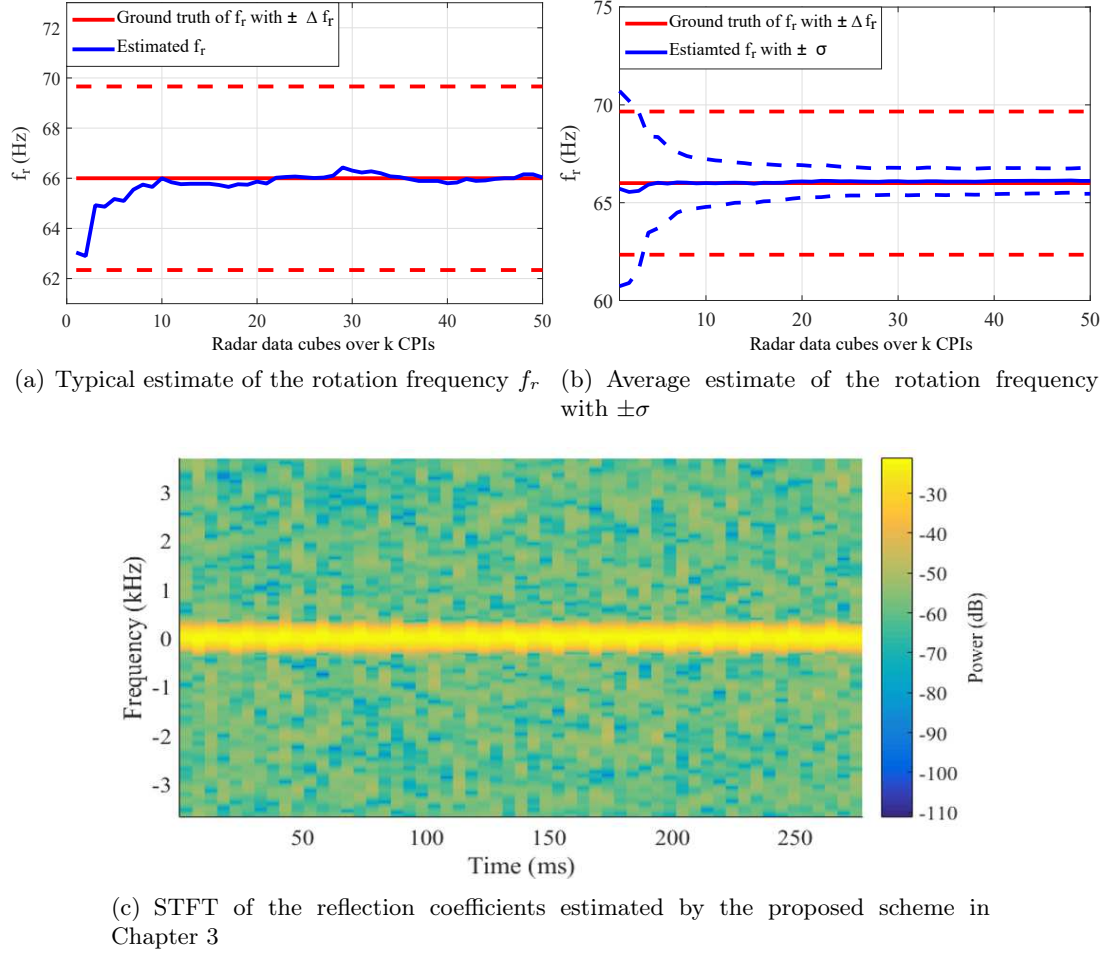 73
Ground truth of f_r with ± Δ f_r
Estimated f_r
70
68
66
64
62
f_r (Hz)
0
10
20
30
40
50
Radar data cubes over k CPIs
75
Ground truth of f_r with ± Δ f_r
Estiamted f_r with ± σ
70
65
60
f_r (Hz)
10
20
30
40
50
Radar data cubes over k CPIs
(a) Typical estimate of the rotation frequency f_r
(b) Average estimate of the rotation frequency
with ±σ
3
2
1
0
-1
-2
-3
Frequency (kHz)
50
100
150
200
250
Time (ms)
-30
-40
-50
-60
-70
-80
-90
-100
-110
Power (dB)
(c) STFT of the reflection coefficients estimated by the proposed scheme in
Chapter 3